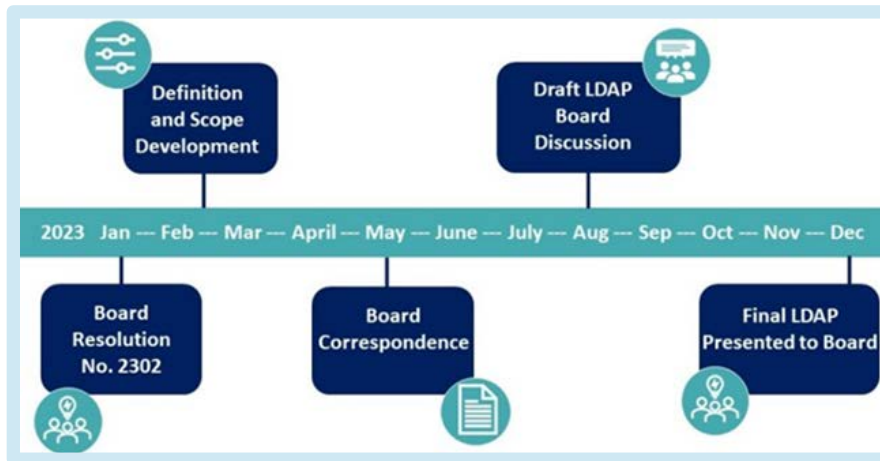 Definition
and Scope
Development
Draft LDAP
Board
Discussion
2023 Jan --- Feb --- Mar --- April --- May --- June --- July --- Aug --- Sep --- Oct --- Nov --- Dec
Board
Resolution
No. 2302
Board
Correspondence
Final LDAP
Presented to Board